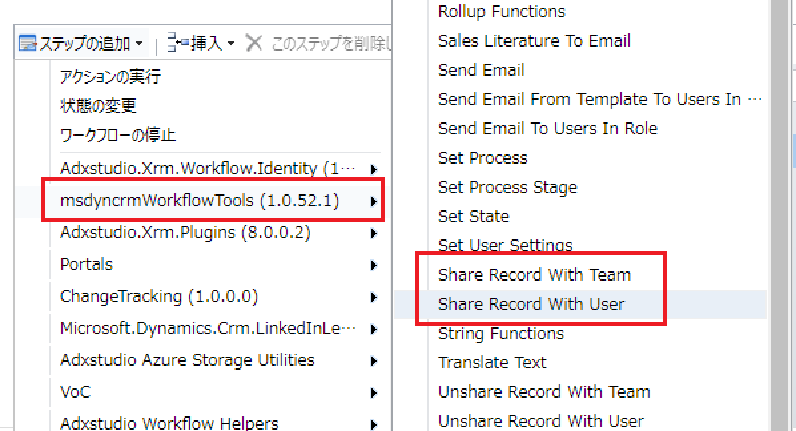 ステップの追加
挿入
このステップを削除し
アクションの実行
状態の変更
ワークフローの停止
Adxstudio.Xrm.Workflow.Identity (1…
msdyncrmWorkflowTools (1.0.52.1)
Adxstudio.Xrm.Plugins (8.0.0.2)
Portals
ChangeTracking (1.0.0.0)
Microsoft.Dynamics.Crm.LinkedInLe…
Adxstudio Azure Storage Utilities
VoC
Adxstudio Workflow Helpers
Rollup Functions
Sales Literature To Email
Send Email
Send Email From Template To Users In …
Send Email To Users In Role
Set Process
Set Process Stage
Set State
Set User Settings
Share Record With Team
Share Record With User
String Functions
Translate Text
Unshare Record With Team
Unshare Record With User